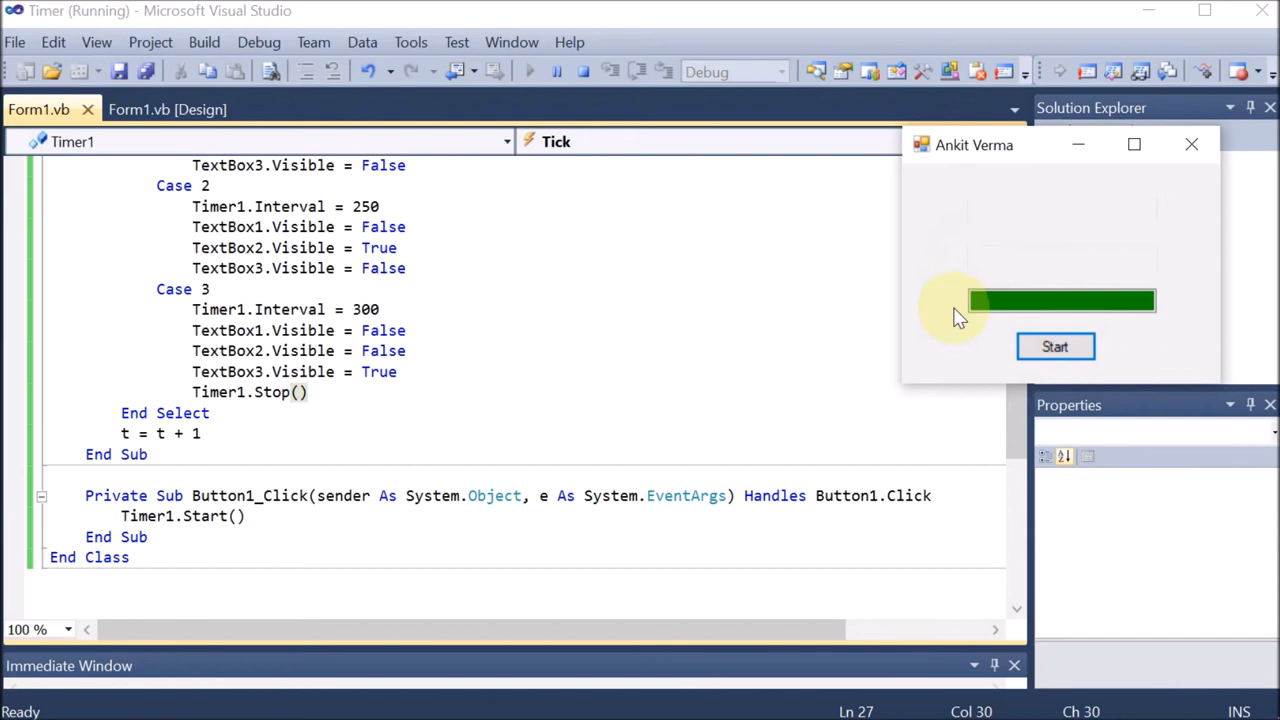 Timer (Running) - Microsoft Visual Studio
File Edit View Project Build Debug Team Data Tools Test Window Help
Debug
Form1.vb Form1.vb [Design]
Solution Explorer
Timer1 Tick
TextBox3.Visible = False
Case 2
Timer1.Interval = 250
TextBox1.Visible = False
TextBox2.Visible = True
TextBox3.Visible = False
Case 3
Timer1.Interval = 300
TextBox1.Visible = False
TextBox2.Visible = False
TextBox3.Visible = True
Timer1.Stop()
End Select
t = t + 1
End Sub
Private Sub Button1_Click(sender As System.Object, e As System.EventArgs) Handles Button1.Click
Timer1.Start()
End Sub
End Class
Ankit Verma
Start
Properties
100 %
Immediate Window
Ready Ln 27 Col 30 Ch 30 INS